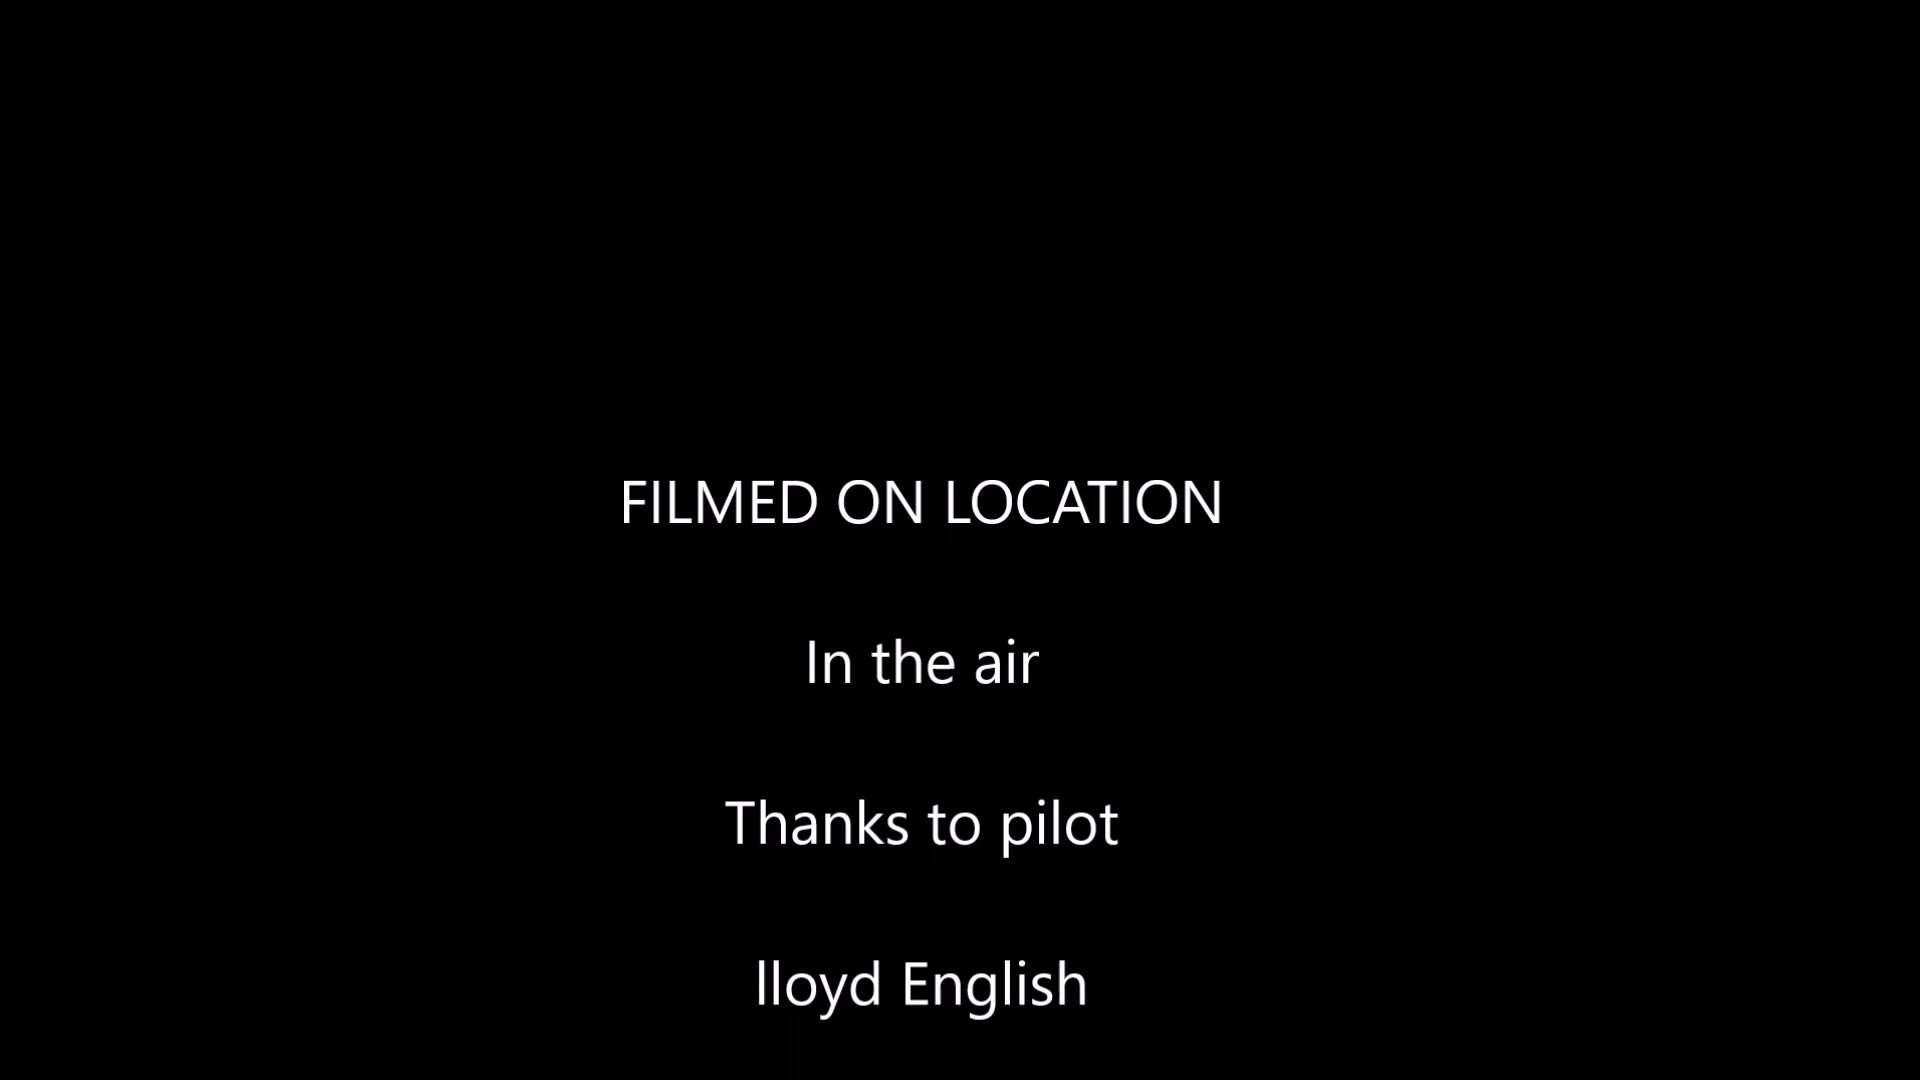 FILMED ON LOCATION
In the air
Thanks to pilot
lloyd English